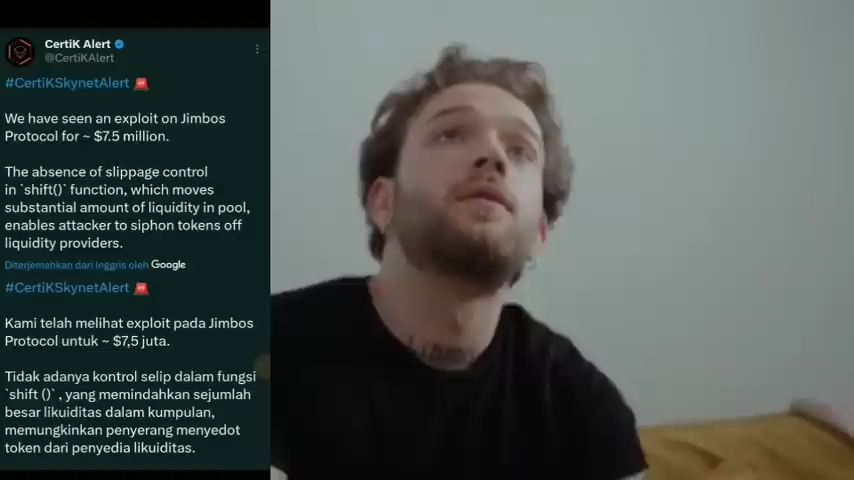 CertiK Alert
@CertiKAlert
#CertiKSkynetAlert 🚨
We have seen an exploit on Jimbos
Protocol for ~ $7.5 million.
The absence of slippage control
in `shift()` function, which moves
substantial amount of liquidity in pool,
enables attacker to siphon tokens off
liquidity providers.
Diterjemahkan dari Inggris oleh Google
#CertiKSkynetAlert 🚨
Kami telah melihat exploit pada Jimbos
Protocol untuk ~ $7,5 juta.
Tidak adanya kontrol selip dalam fungsi
`shift ()` , yang memindahkan sejumlah
besar likuiditas dalam kumpulan,
memungkinkan penyerang menyedot
token dari penyedia likuiditas.